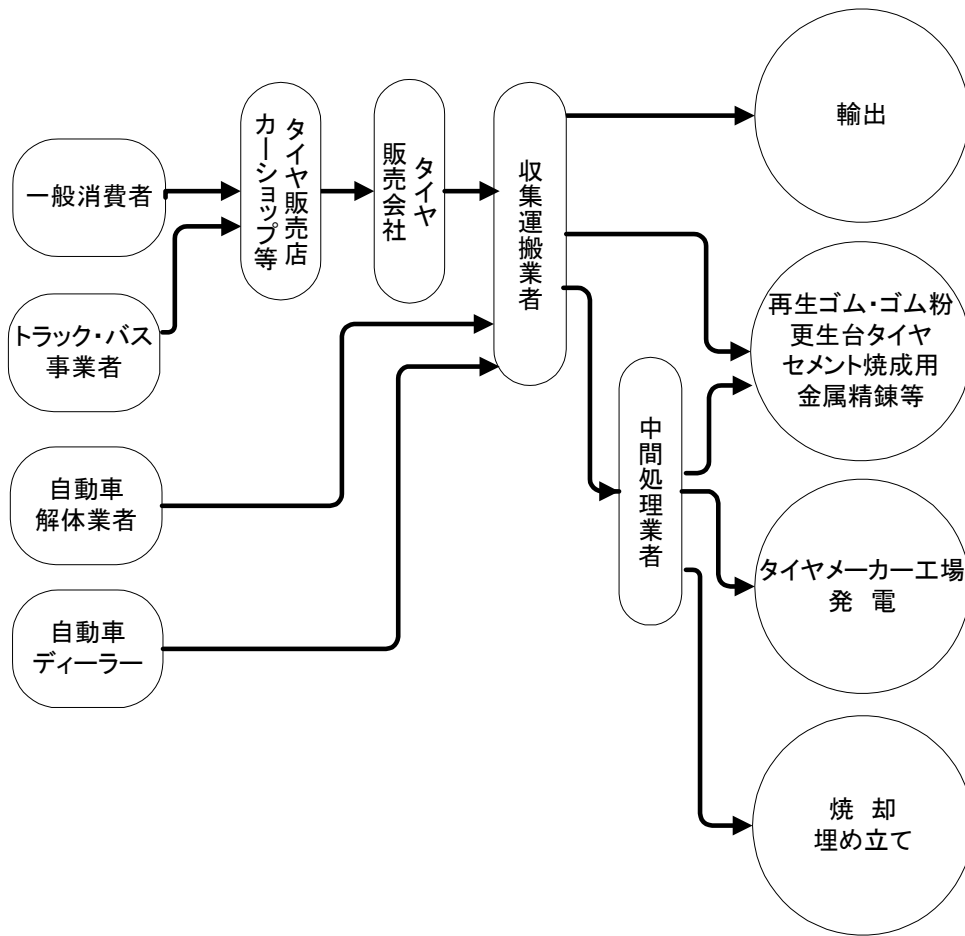 一般消費者
トラック・バス
事業者
自動車
解体業者
自動車
ディーラー
タイヤ販売店
カーショップ等
タイヤ
販売会社
収集運搬業者
中間処理業者
輸出
再生ゴム・ゴム粉
更生台タイヤ
セメント焼成用
金属精錬等
タイヤメーカー工場
発 電
焼 却
埋め立て